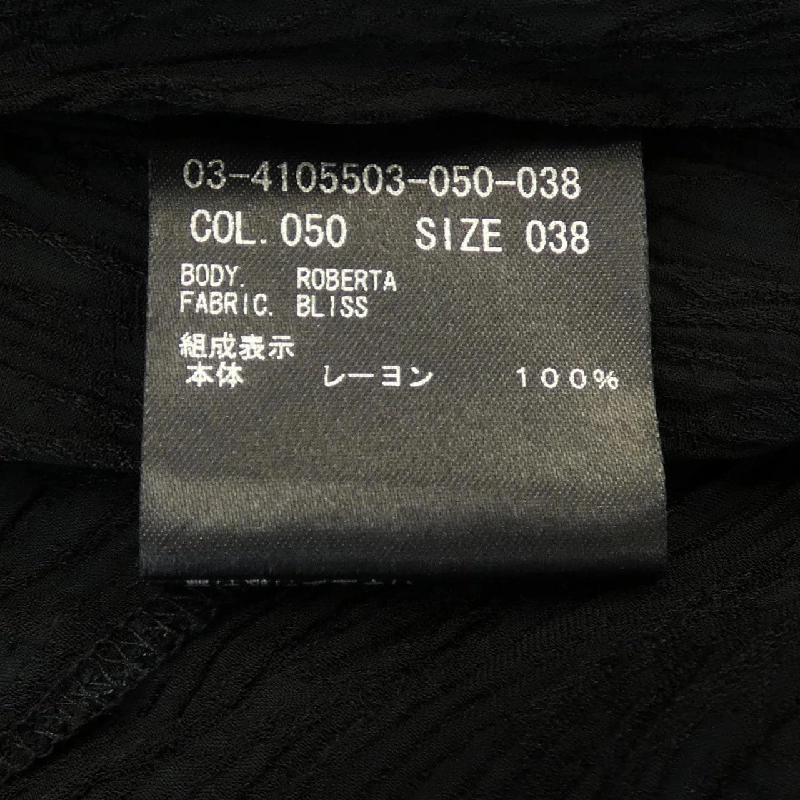 03-4105503-050-038
COL. 050 SIZE 038
BODY. ROBERTA
FABRIC. BLISS
組成表示
本体 レーヨン 100%